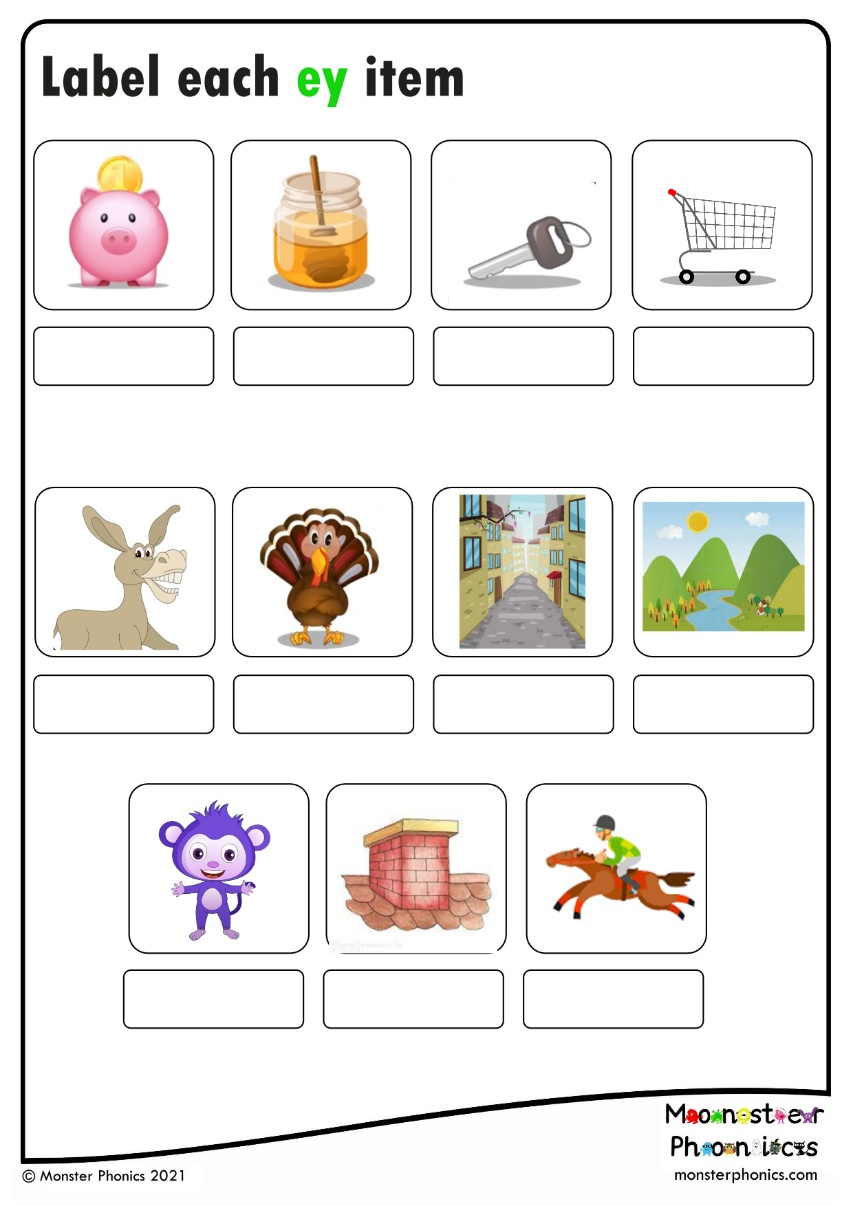 Label each ey item
Monster
Phonics
© Monster Phonics 2021
monsterphonics.com